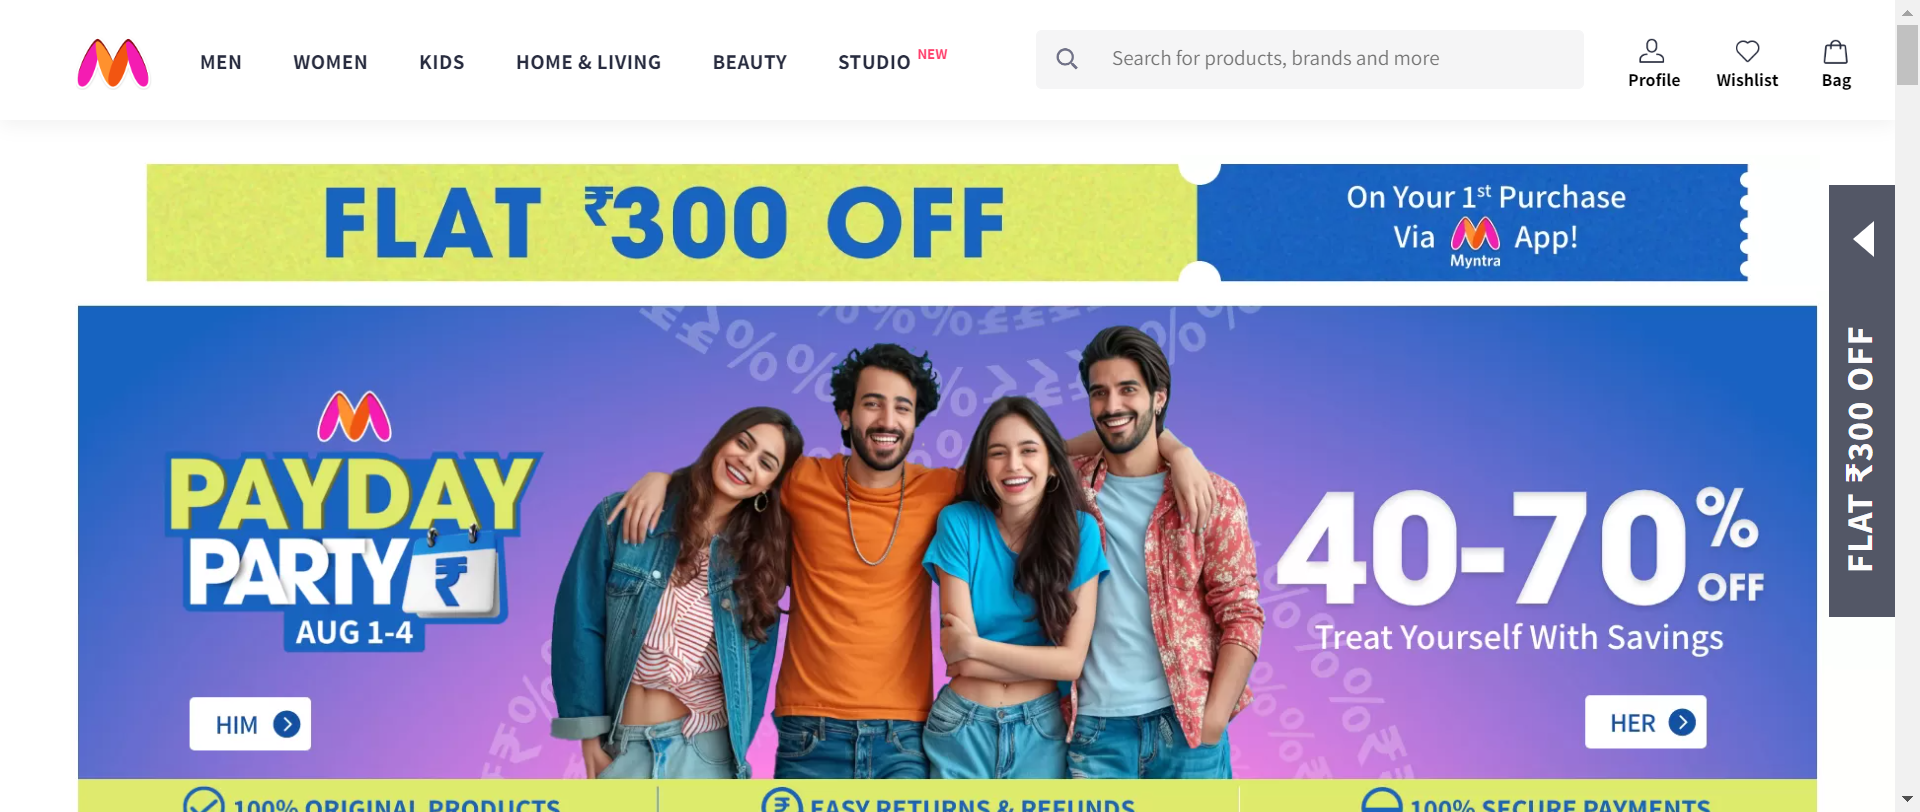 MEN WOMEN KIDS HOME & LIVING BEAUTY STUDIO NEW
Search for products, brands and more
Profile Wishlist Bag
FLAT ₹300 OFF
On Your 1st Purchase
Via Myntra App!
FLAT ₹300 OFF
PAYDAY
PARTY ₹
AUG 1-4
40-70% OFF
Treat Yourself With Savings
HIM
HER
100% ORIGINAL PRODUCTS
EASY RETURNS & REFUNDS
100% SECURE PAYMENTS